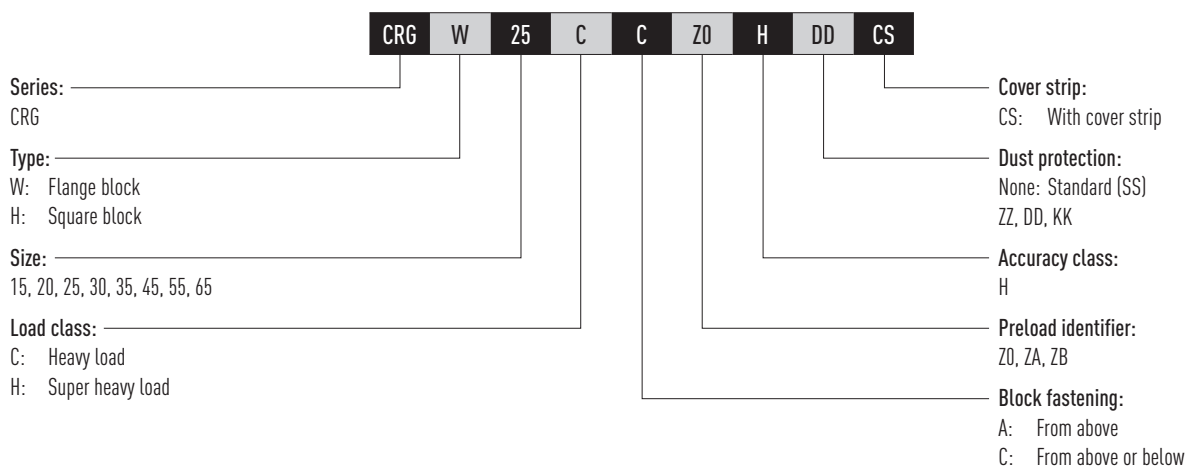 CRG W 25 C C Z0 H DD CS
Series:
CRG
Type:
W: Flange block
H: Square block
Size:
15, 20, 25, 30, 35, 45, 55, 65
Load class:
C: Heavy load
H: Super heavy load
Cover strip:
CS: With cover strip
Dust protection:
None: Standard (SS)
ZZ, DD, KK
Accuracy class:
H
Preload identifier:
Z0, ZA, ZB
Block fastening:
A: From above
C: From above or below